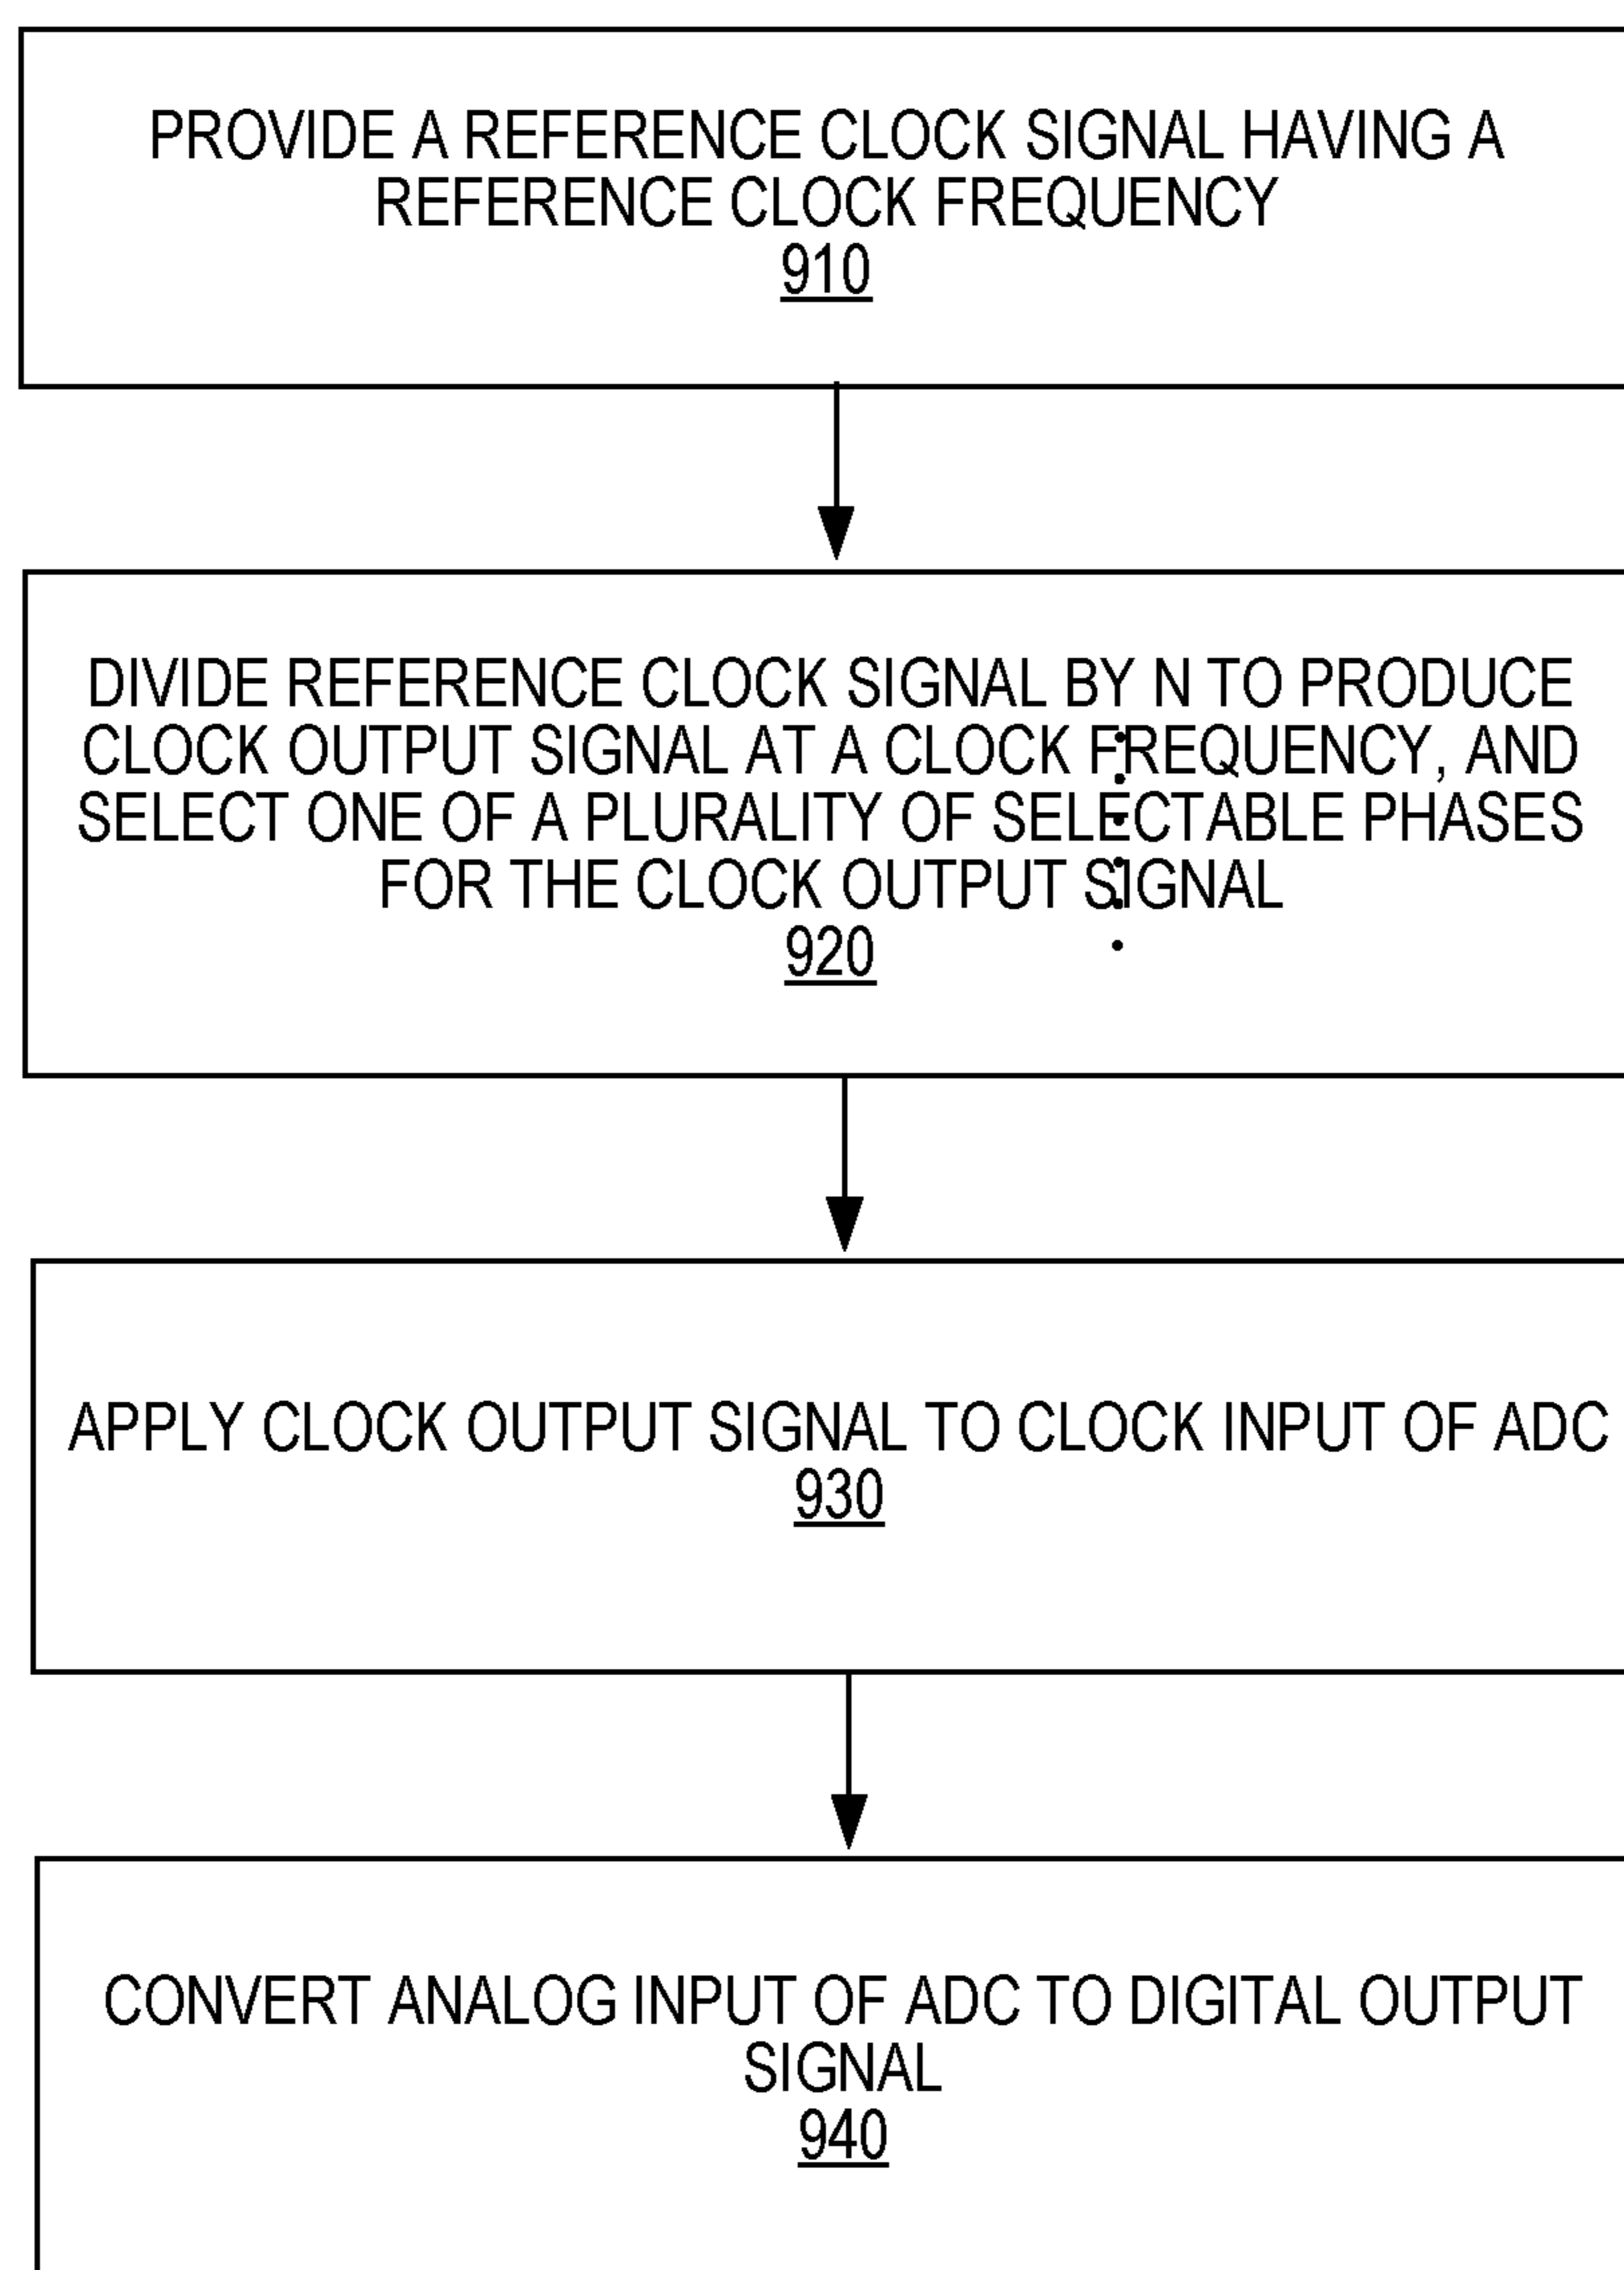 PROVIDE A REFERENCE CLOCK SIGNAL HAVING A
REFERENCE CLOCK FREQUENCY
910
DIVIDE REFERENCE CLOCK SIGNAL BY N TO PRODUCE
CLOCK OUTPUT SIGNAL AT A CLOCK FREQUENCY, AND
SELECT ONE OF A PLURALITY OF SELECTABLE PHASES
FOR THE CLOCK OUTPUT SIGNAL
920
APPLY CLOCK OUTPUT SIGNAL TO CLOCK INPUT OF ADC
930
CONVERT ANALOG INPUT OF ADC TO DIGITAL OUTPUT
SIGNAL
940